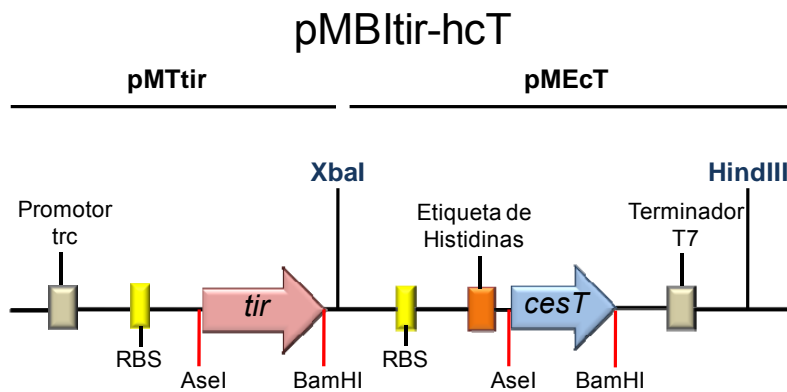 pMBItir-hcT
pMTtir
pMEcT
XbaI
HindIII
Promotor
trc
Etiqueta de
Histidinas
Terminador
T7
tir
cesT
RBS
RBS
AseI
BamHI
AseI
BamHI